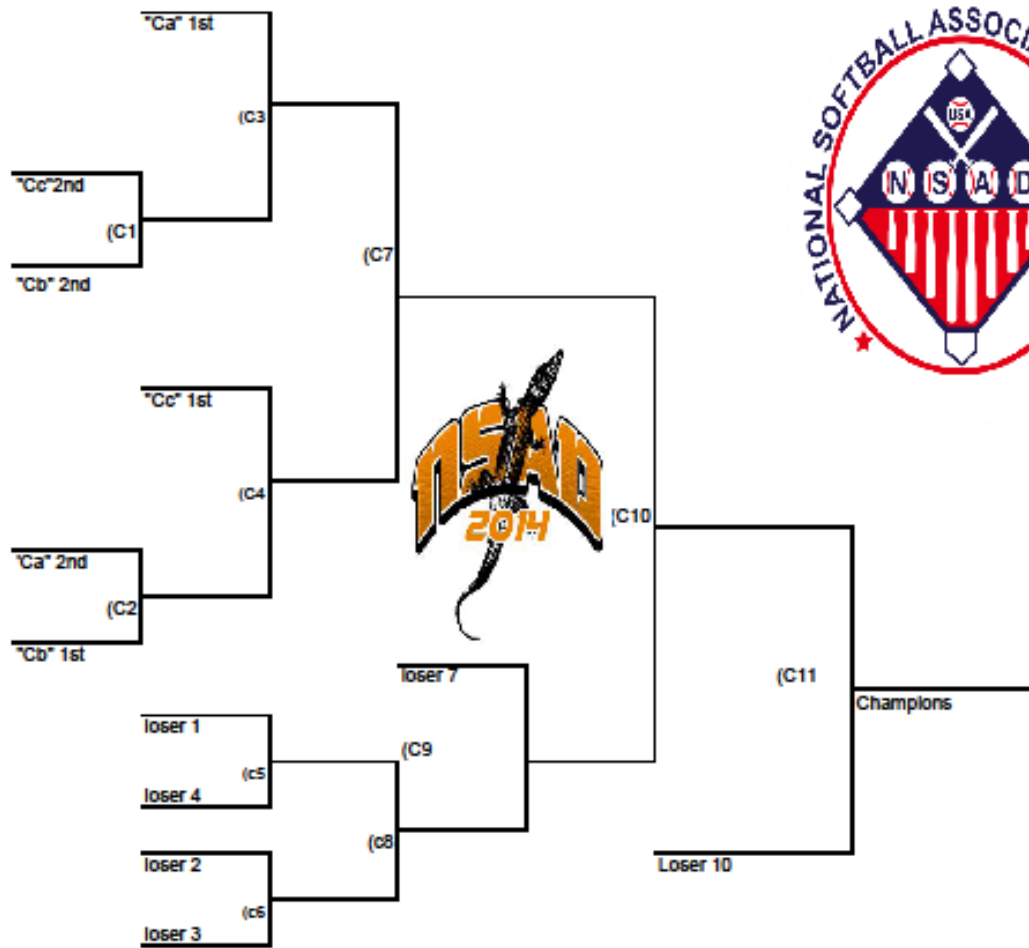 "Ca" 1st
(C3
"Cc"2nd
(C1
"Cb" 2nd
(C7
"Cc" 1st
(C4
"Ca" 2nd
(C2
"Cb" 1st
NSAD
2014
(C10
loser 7
(C9
loser 1
(c5
loser 4
(c8
loser 2
(c6
loser 3
(C11
Champions
Loser 10
NATIONAL SOFTBALL ASSOCI
USA
NSAD